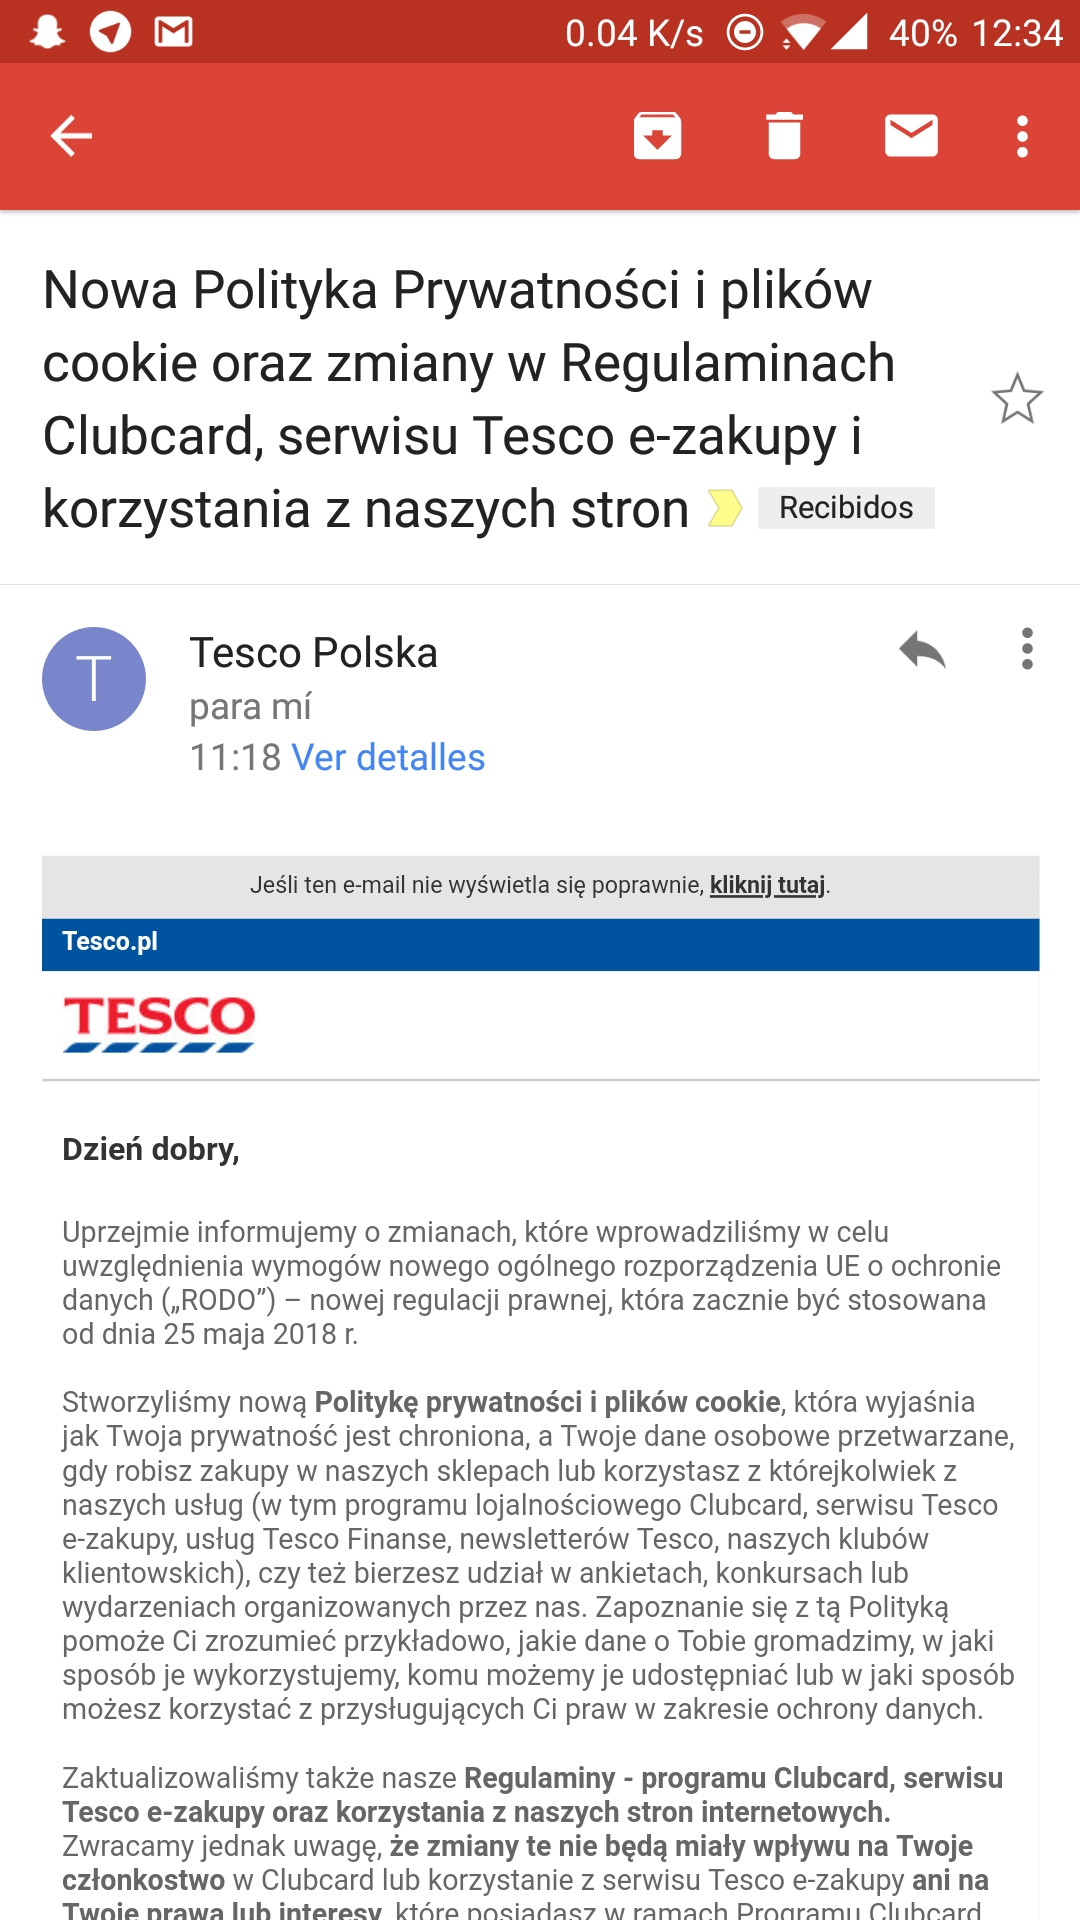 0.04 K/s 40% 12:34
Nowa Polityka Prywatności i plików
cookie oraz zmiany w Regulaminach
Clubcard, serwisu Tesco e-zakupy i
korzystania z naszych stron Recibidos
T
Tesco Polska
para mí
11:18 Ver detalles
Jeśli ten e-mail nie wyświetla się poprawnie, kliknij tutaj.
Tesco.pl
TESCO
Dzień dobry,
Uprzejmie informujemy o zmianach, które wprowadziliśmy w celu
uwzględnienia wymogów nowego ogólnego rozporządzenia UE o ochronie
danych („RODO”) – nowej regulacji prawnej, która zacznie być stosowana
od dnia 25 maja 2018 r.
Stworzyliśmy nową Politykę prywatności i plików cookie, która wyjaśnia
jak Twoja prywatność jest chroniona, a Twoje dane osobowe przetwarzane,
gdy robisz zakupy w naszych sklepach lub korzystasz z którejkolwiek z
naszych usług (w tym programu lojalnościowego Clubcard, serwisu Tesco
e-zakupy, usług Tesco Finanse, newsletterów Tesco, naszych klubów
klientowskich), czy też bierzesz udział w ankietach, konkursach lub
wydarzeniach organizowanych przez nas. Zapoznanie się z tą Polityką
pomoże Ci zrozumieć przykładowo, jakie dane o Tobie gromadzimy, w jaki
sposób je wykorzystujemy, komu możemy je udostępniać lub w jaki sposób
możesz korzystać z przysługujących Ci praw w zakresie ochrony danych.
Zaktualizowaliśmy także nasze Regulaminy - programu Clubcard, serwisu
Tesco e-zakupy oraz korzystania z naszych stron internetowych.
Zwracamy jednak uwagę, że zmiany te nie będą miały wpływu na Twoje
członkostwo w Clubcard lub korzystanie z serwisu Tesco e-zakupy ani na
Twoje prawa lub interesy, które posiadasz w ramach Programu Clubcard